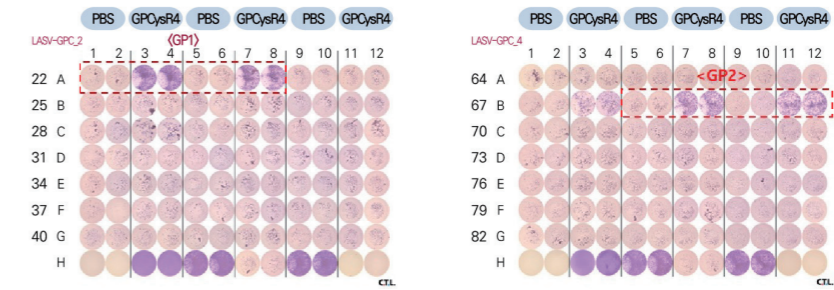 PBS GPCysR4 PBS GPCysR4 PBS GPCysR4
LASV-GPC_2 《GP1》
1 2 3 4 5 6 7 8 9 10 11 12
22 A
25 B
28 C
31 D
34 E
37 F
40 G
H
C.T.L.
PBS GPCysR4 PBS GPCysR4 PBS GPCysR4
LASV-GPC_4
1 2 3 4 5 6 7 8 9 10 11 12
64 A <GP2>
67 B
70 C
73 D
76 E
79 F
82 G
H
C.T.L.